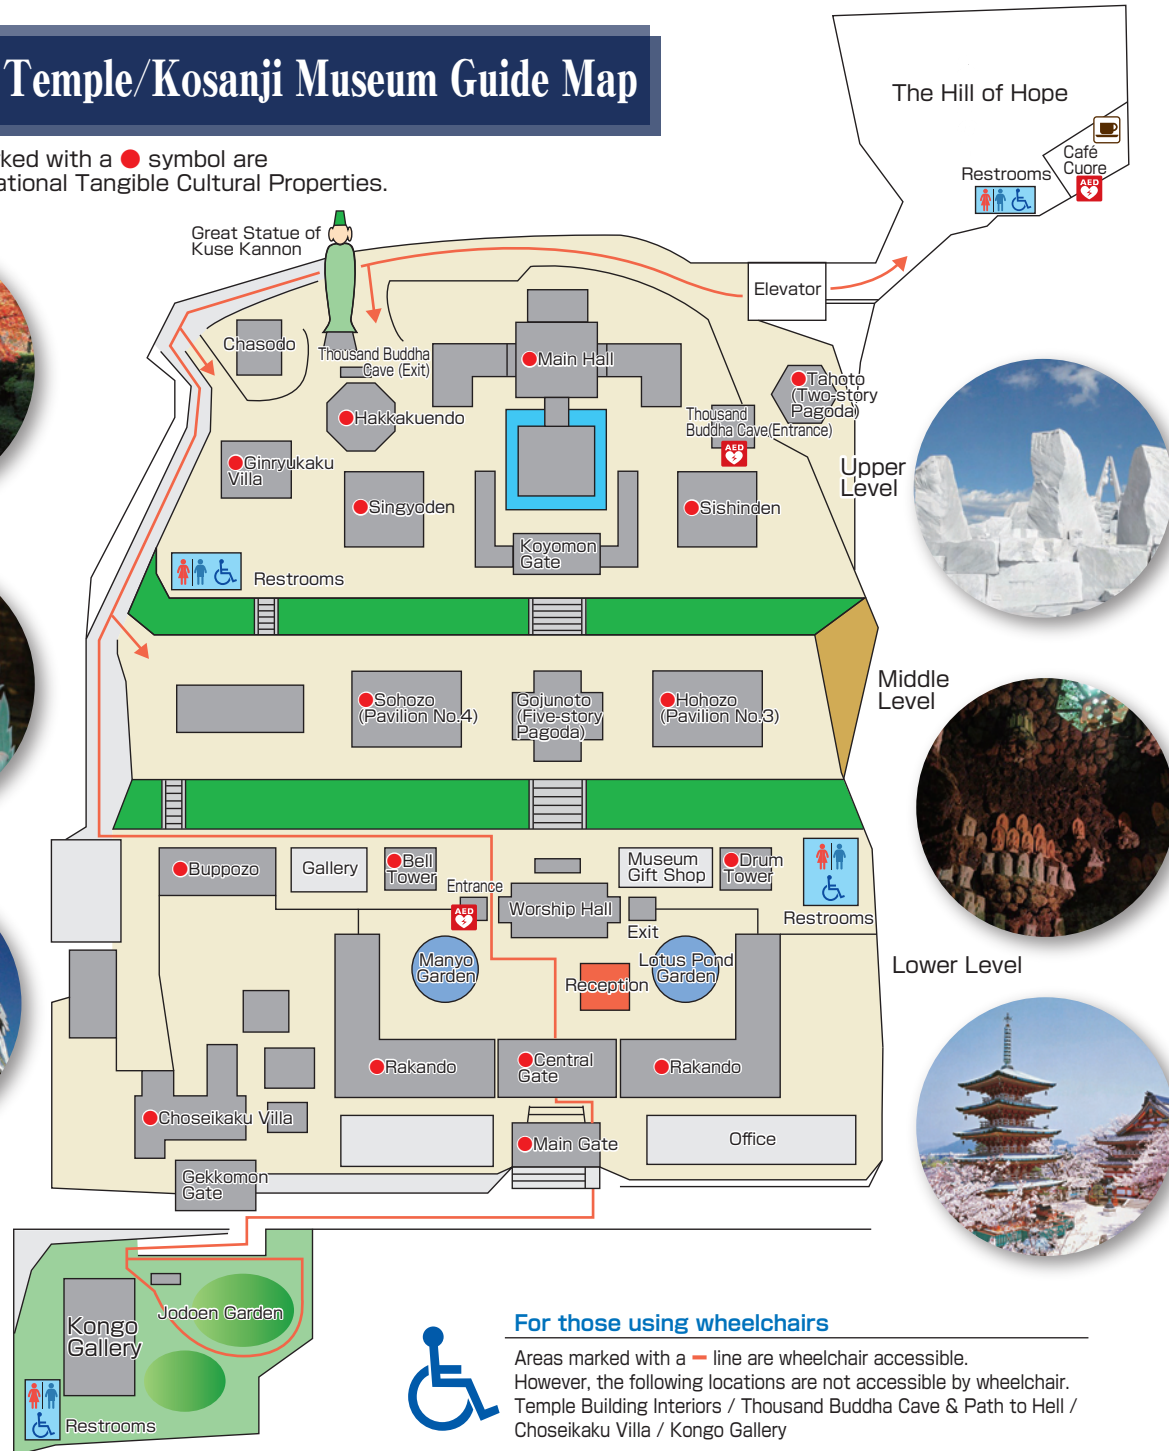 Temple/Kosanji Museum Guide Map
ked with a ● symbol are
ational Tangible Cultural Properties.
The Hill of Hope
Café
Cuore
AED
Restrooms
Great Statue of
Kuse Kannon
Elevator
Chasodo
Thousand Buddha
Cave (Exit)
Main Hall
Tahoto
(Two-story
Pagoda)
Hakkakuendo
Thousand
Buddha Cave(Entrance)
AED
Ginryukaku
Villa
Upper
Level
Singyoden
Sishinden
Koyomon
Gate
Restrooms
Middle
Level
Sohozo
(Pavilion No.4)
Gojunoto
(Five-story
Pagoda)
Hohozo
(Pavilion No.3)
Buppozo
Gallery
Bell
Tower
Museum
Gift Shop
Drum
Tower
Entrance
AED
Worship Hall
Exit
Restrooms
Manyo
Garden
Lotus Pond
Garden
Reception
Lower Level
Rakando
Central
Gate
Rakando
Choseikaku Villa
Main Gate
Office
Gekkomon
Gate
Jodoen Garden
Kongo
Gallery
Restrooms
For those using wheelchairs
Areas marked with a – line are wheelchair accessible.
However, the following locations are not accessible by wheelchair.
Temple Building Interiors / Thousand Buddha Cave & Path to Hell /
Choseikaku Villa / Kongo Gallery